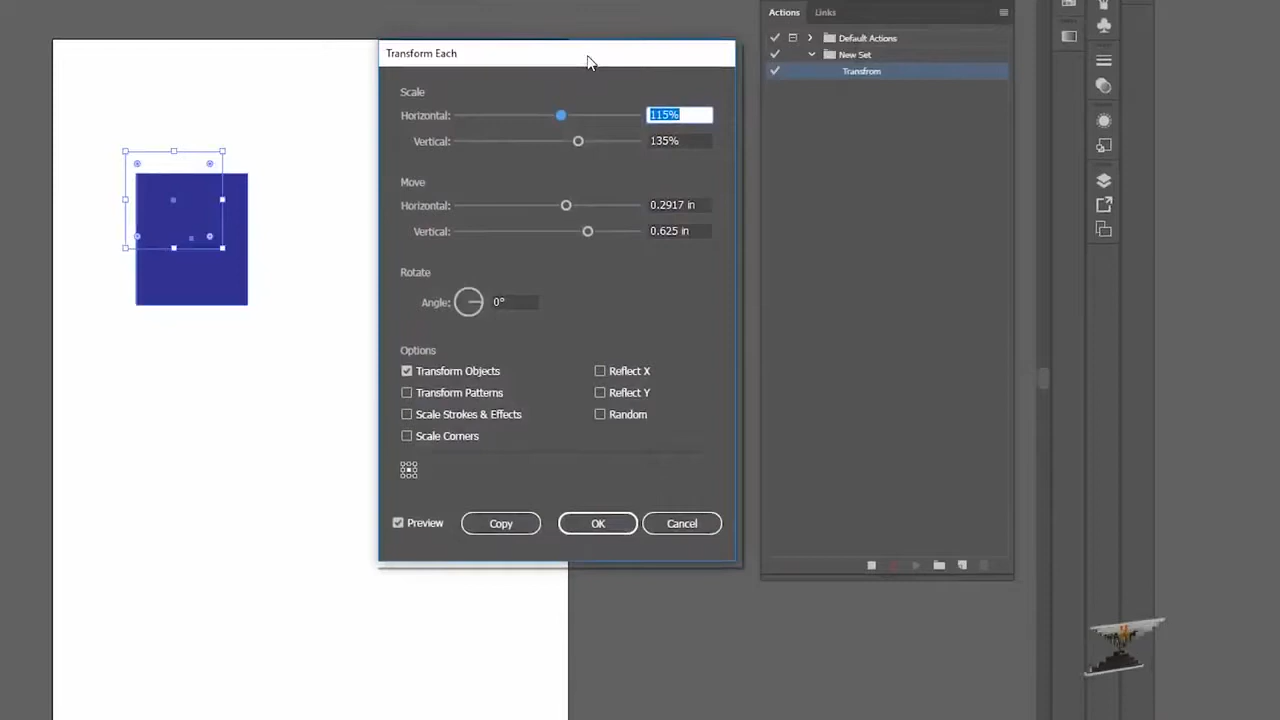 Actions Links
Transform Each
Default Actions
New Set
Transfrom
Scale
Horizontal: 115%
Vertical: 135%
Move
Horizontal: 0.2917 in
Vertical: 0.625 in
Rotate
Angle: 0°
Options
Transform Objects Reflect X
Transform Patterns Reflect Y
Scale Strokes & Effects Random
Scale Corners
Preview Copy OK Cancel